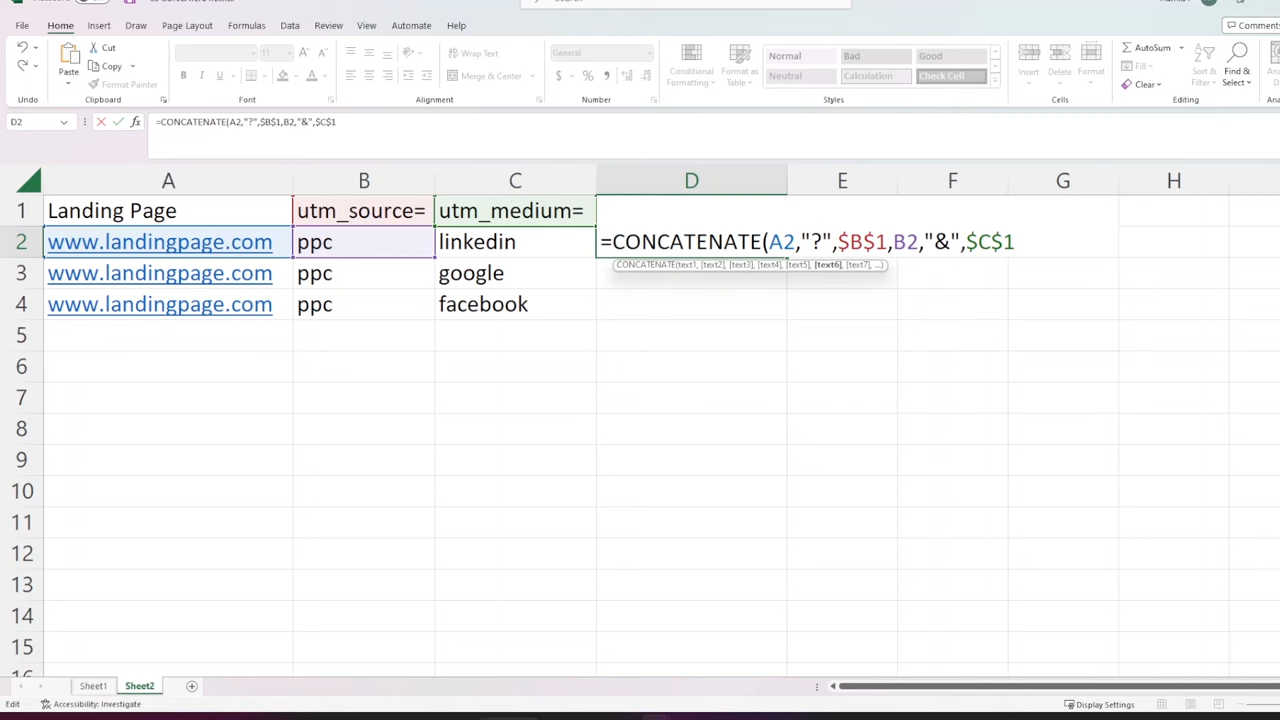 File Home Insert Draw Page Layout Formulas Data Review View Automate Help Comments
Cut Wrap Text General Normal Bad Good AutoSum
Paste Copy Conditional Format as Insert Delete Format Fill Sort & Find &
Format Painter B I U Merge & Center $ % Formatting Table Neutral Calculation Check Cell Clear Filter Select
Undo Clipboard Font Alignment Number Styles Cells Editing
D2 fx =CONCATENATE(A2,"?",$B$1,B2,"&",$C$1
A B C D E F G H
1 Landing Page utm_source= utm_medium=
2 www.landingpage.com ppc linkedin =CONCATENATE(A2,"?",$B$1,B2,"&",$C$1
CONCATENATE(text1, [text2], [text3], [text4], [text5], [text6], [text7], ...)
3 www.landingpage.com ppc google
4 www.landingpage.com ppc facebook
5
6
7
8
9
10
11
12
13
14
15
Sheet1 Sheet2
Edit Accessibility: Investigate Display Settings